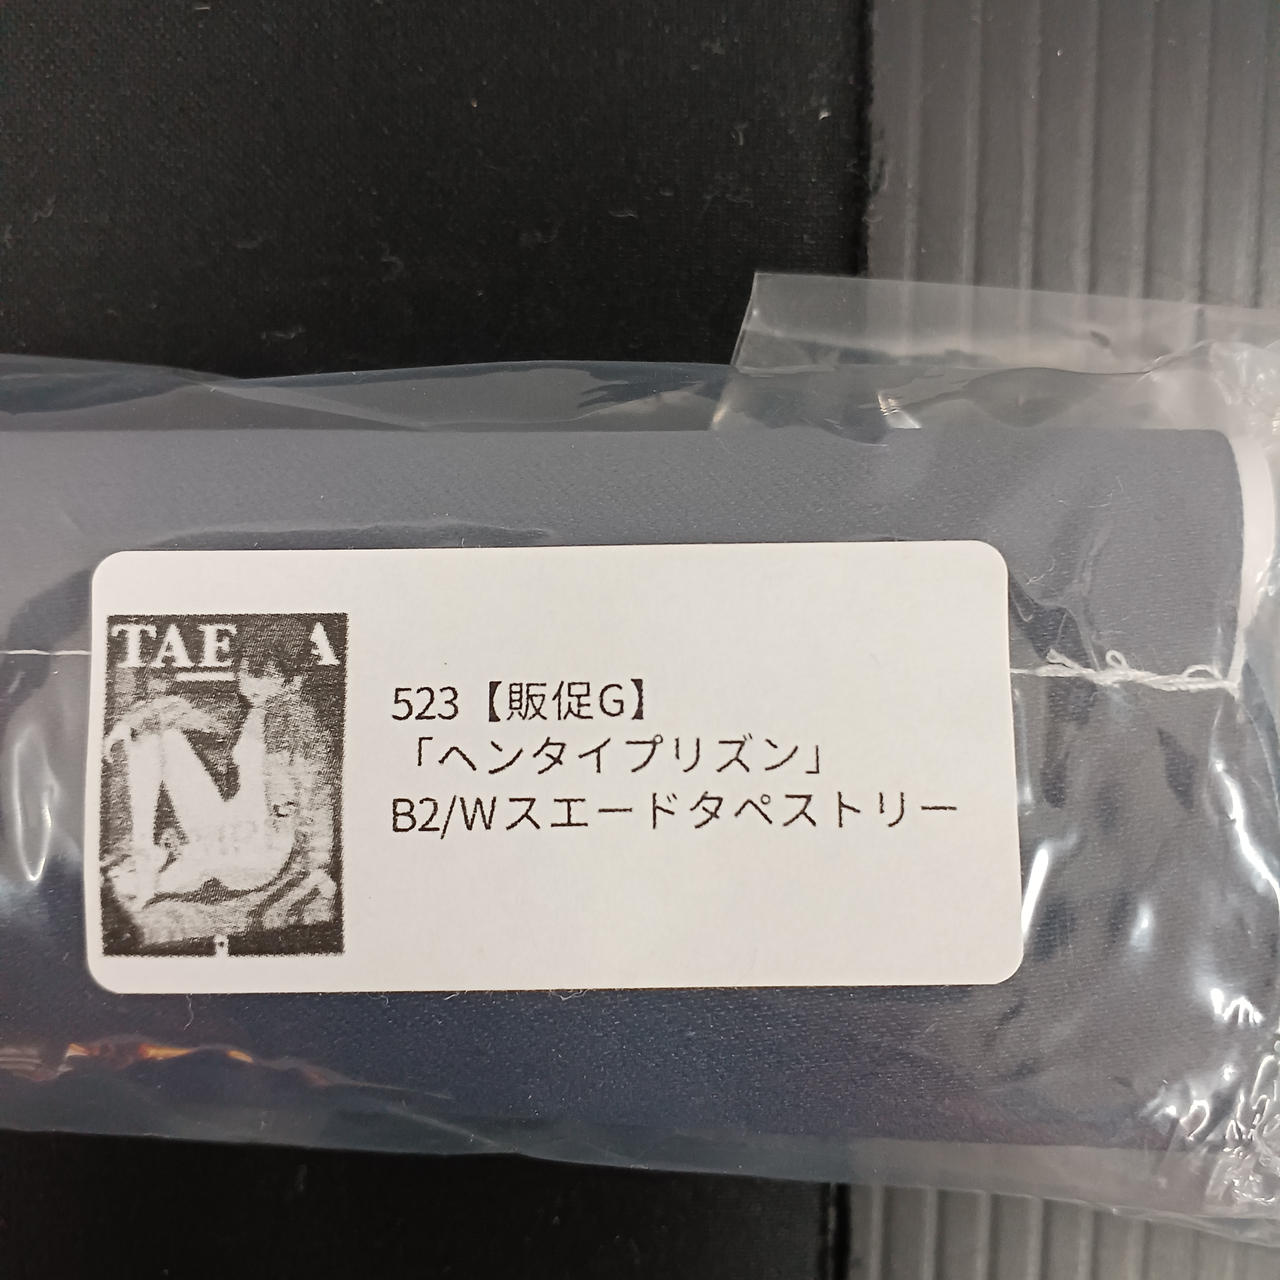 TAE A
523【販促G】
「ヘンタイプリズン」
B2/Wスエードタペストリー